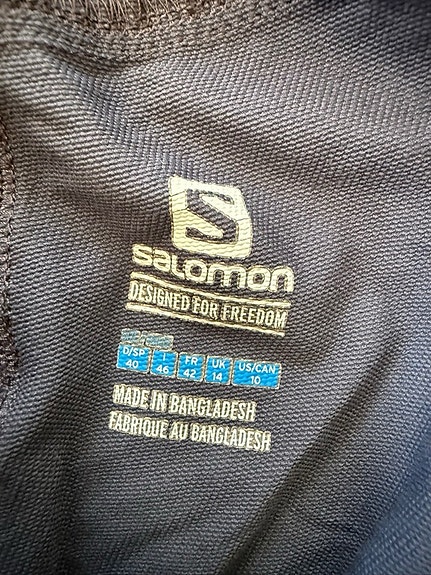 S
salomon
DESIGNED FOR FREEDOM
D/SP I FR UK US/CAN
40 46 42 14 10
MADE IN BANGLADESH
FABRIQUE AU BANGLADESH